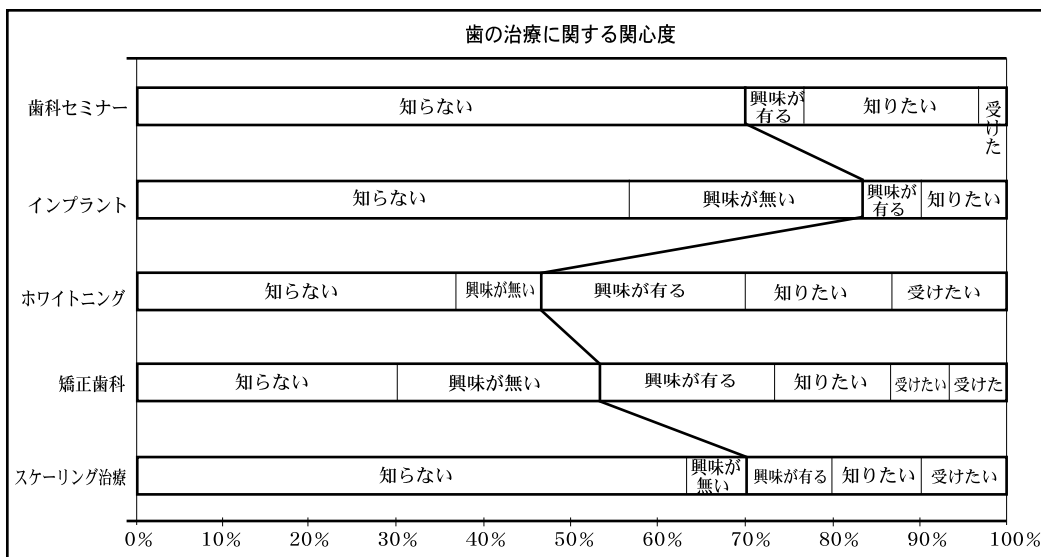 歯の治療に関する関心度
歯科セミナー
知らない
興味が
有る
知りたい
受けた
インプラント
知らない
興味が無い
興味が
有る
知りたい
ホワイトニング
知らない
興味が無い
興味が有る
知りたい
受けたい
矯正歯科
知らない
興味が無い
興味が有る
知りたい
受けたい
受けた
スケーリング治療
知らない
興味が
無い
興味が有る
知りたい
受けたい
0% 10% 20% 30% 40% 50% 60% 70% 80% 90% 100%